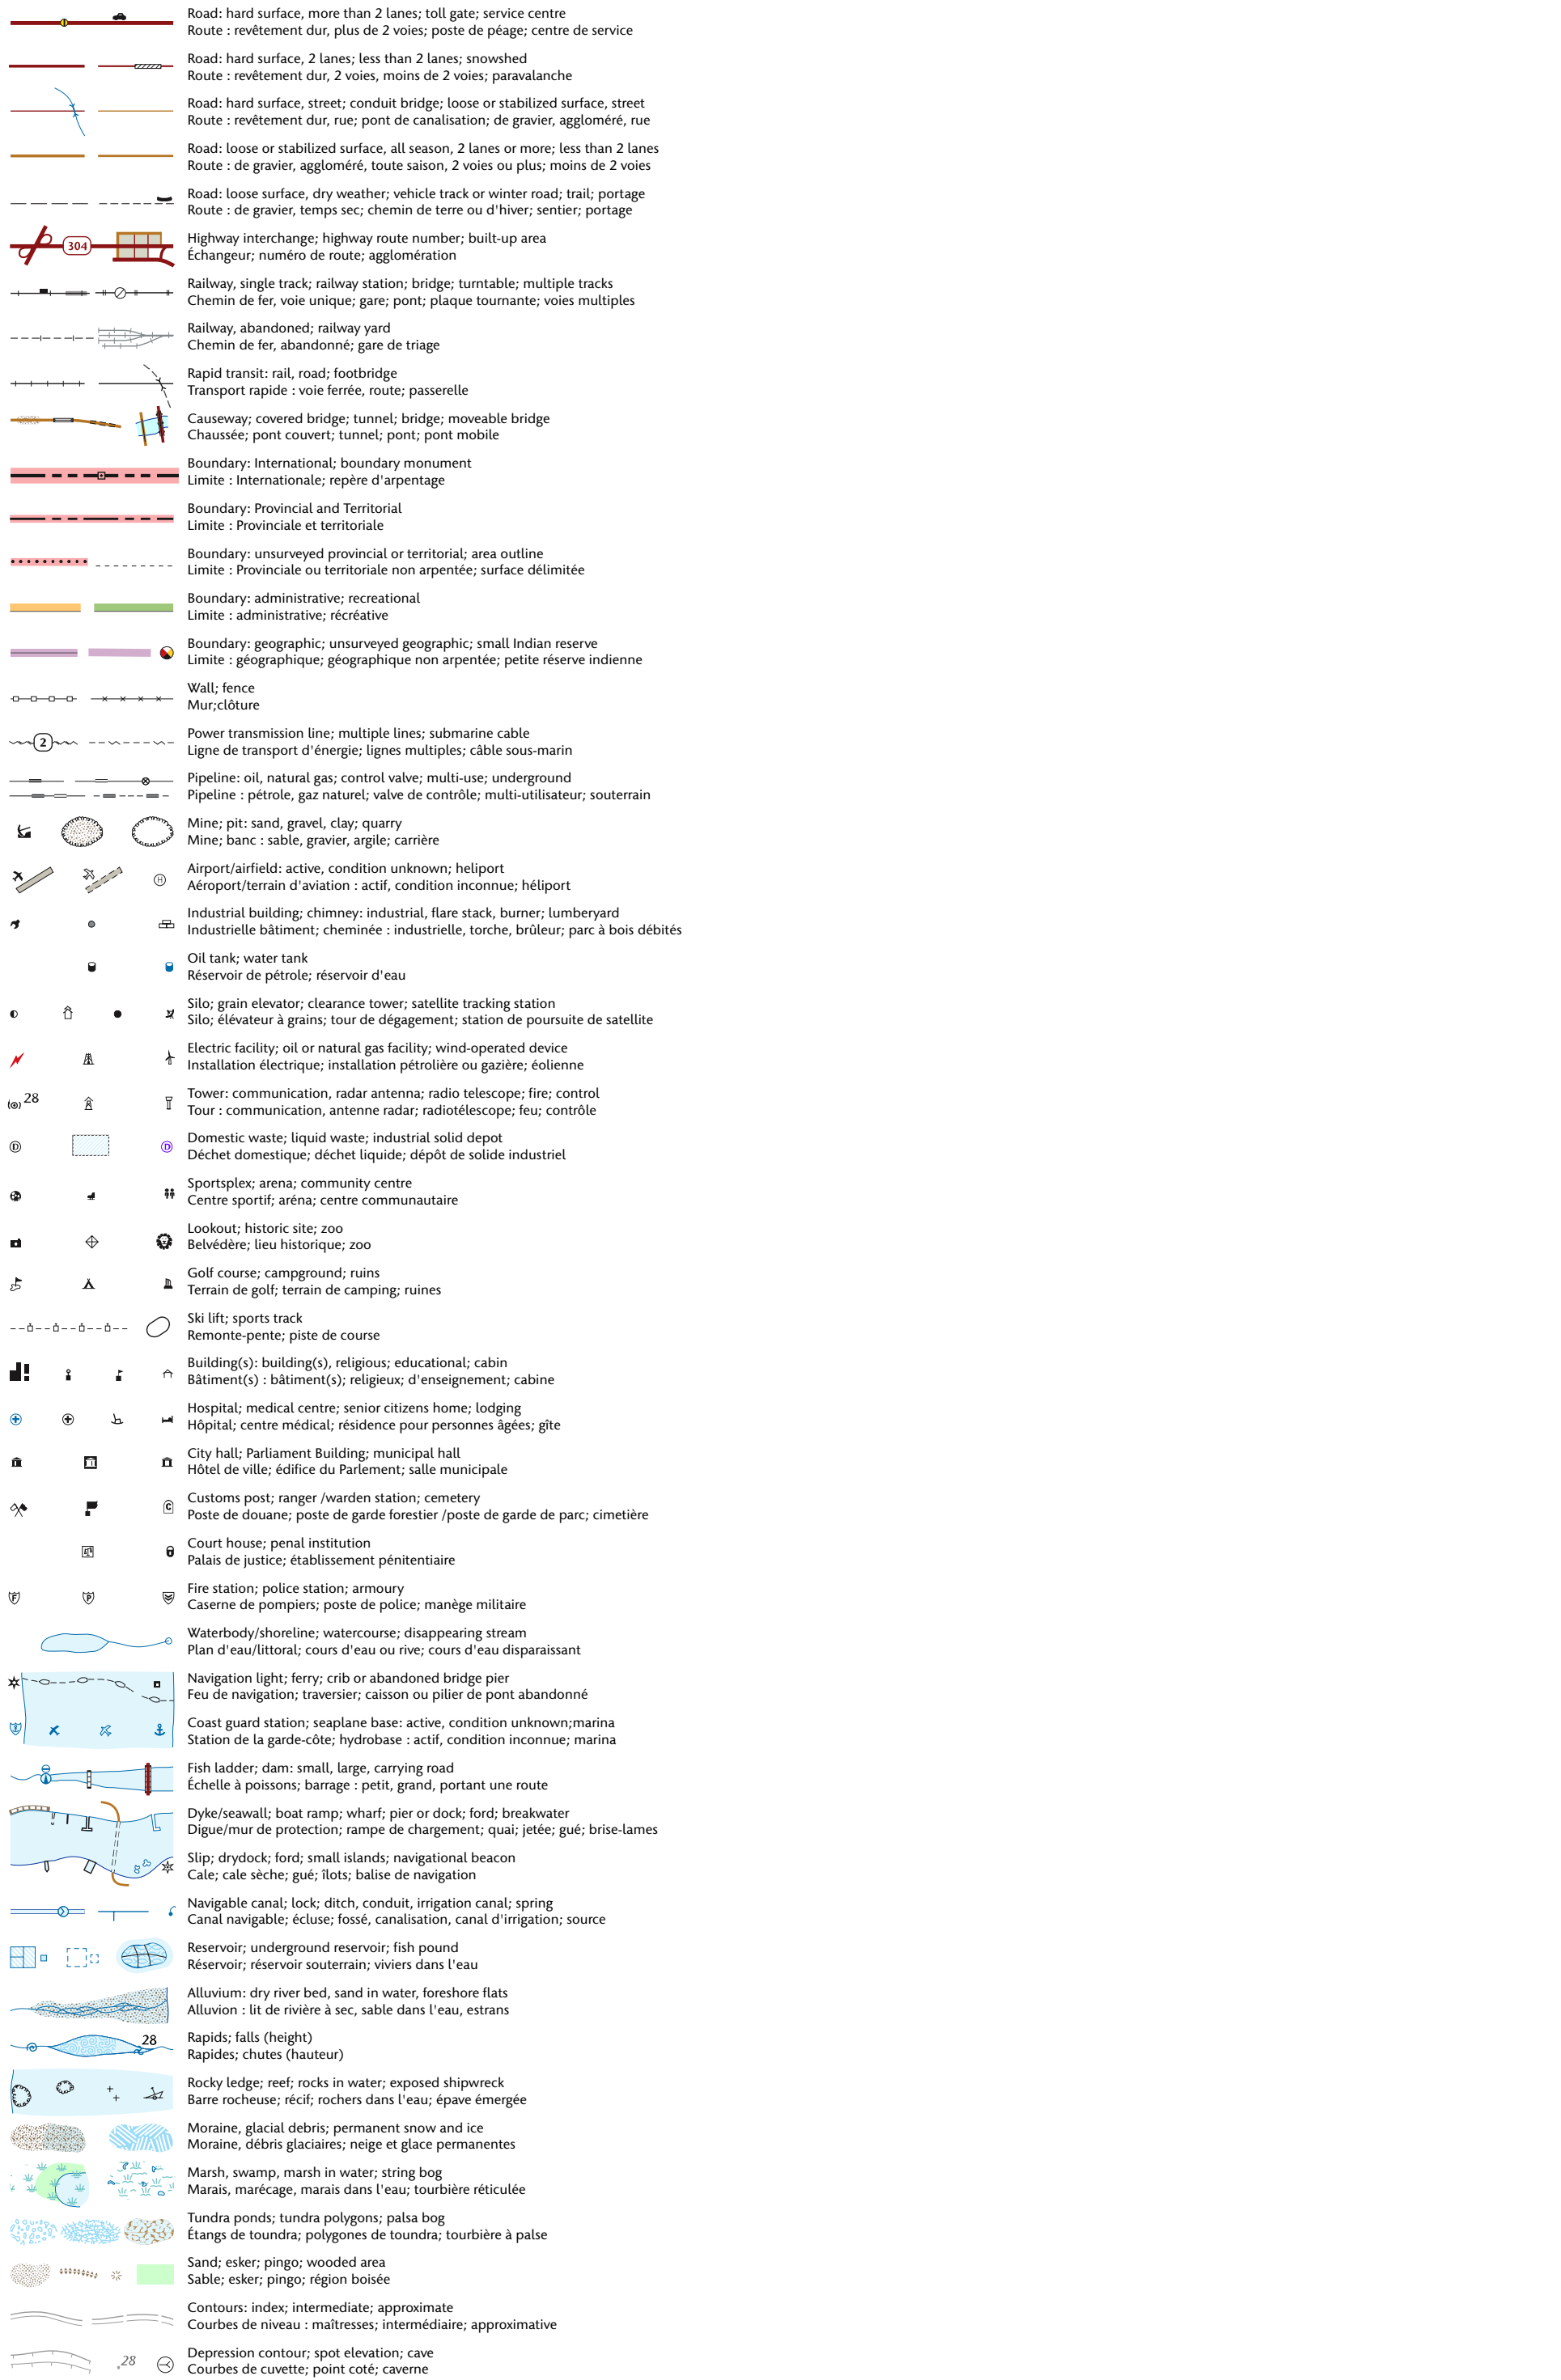 Road: hard surface, more than 2 lanes; toll gate; service centre
Route : revêtement dur, plus de 2 voies; poste de péage; centre de service
Road: hard surface, 2 lanes; less than 2 lanes; snowshed
Route : revêtement dur, 2 voies, moins de 2 voies; paravalanche
Road: hard surface, street; conduit bridge; loose or stabilized surface, street
Route : revêtement dur, rue; pont de canalisation; de gravier, aggloméré, rue
Road: loose or stabilized surface, all season, 2 lanes or more; less than 2 lanes
Route : de gravier, aggloméré, toute saison, 2 voies ou plus; moins de 2 voies
Road: loose surface, dry weather; vehicle track or winter road; trail; portage
Route : de gravier, temps sec; chemin de terre ou d'hiver; sentier; portage
304
Highway interchange; highway route number; built-up area
Échangeur; numéro de route; agglomération
Railway, single track; railway station; bridge; turntable; multiple tracks
Chemin de fer, voie unique; gare; pont; plaque tournante; voies multiples
Railway, abandoned; railway yard
Chemin de fer, abandonné; gare de triage
Rapid transit: rail, road; footbridge
Transport rapide : voie ferrée, route; passerelle
Causeway; covered bridge; tunnel; bridge; moveable bridge
Chaussée; pont couvert; tunnel; pont; pont mobile
Boundary: International; boundary monument
Limite : Internationale; repère d'arpentage
Boundary: Provincial and Territorial
Limite : Provinciale et territoriale
Boundary: unsurveyed provincial or territorial; area outline
Limite : Provinciale ou territoriale non arpentée; surface délimitée
Boundary: administrative; recreational
Limite : administrative; récréative
Boundary: geographic; unsurveyed geographic; small Indian reserve
Limite : géographique; géographique non arpentée; petite réserve indienne
Wall; fence
Mur;clôture
2
Power transmission line; multiple lines; submarine cable
Ligne de transport d'énergie; lignes multiples; câble sous-marin
Pipeline: oil, natural gas; control valve; multi-use; underground
Pipeline : pétrole, gaz naturel; valve de contrôle; multi-utilisateur; souterrain
Mine; pit: sand, gravel, clay; quarry
Mine; banc : sable, gravier, argile; carrière
H
Airport/airfield: active, condition unknown; heliport
Aéroport/terrain d'aviation : actif, condition inconnue; héliport
Industrial building; chimney: industrial, flare stack, burner; lumberyard
Industrielle bâtiment; cheminée : industrielle, torche, brûleur; parc à bois débités
Oil tank; water tank
Réservoir de pétrole; réservoir d'eau
Silo; grain elevator; clearance tower; satellite tracking station
Silo; élévateur à grains; tour de dégagement; station de poursuite de satellite
Electric facility; oil or natural gas facility; wind-operated device
Installation électrique; installation pétrolière ou gazière; éolienne
28
Tower: communication, radar antenna; radio telescope; fire; control
Tour : communication, antenne radar; radiotélescope; feu; contrôle
D D
Domestic waste; liquid waste; industrial solid depot
Déchet domestique; déchet liquide; dépôt de solide industriel
Sportsplex; arena; community centre
Centre sportif; aréna; centre communautaire
Lookout; historic site; zoo
Belvédère; lieu historique; zoo
Golf course; campground; ruins
Terrain de golf; terrain de camping; ruines
Ski lift; sports track
Remonte-pente; piste de course
Building(s): building(s), religious; educational; cabin
Bâtiment(s) : bâtiment(s); religieux; d'enseignement; cabine
Hospital; medical centre; senior citizens home; lodging
Hôpital; centre médical; résidence pour personnes âgées; gîte
City hall; Parliament Building; municipal hall
Hôtel de ville; édifice du Parlement; salle municipale
C
Customs post; ranger /warden station; cemetery
Poste de douane; poste de garde forestier /poste de garde de parc; cimetière
Court house; penal institution
Palais de justice; établissement pénitentiaire
F P
Fire station; police station; armoury
Caserne de pompiers; poste de police; manège militaire
Waterbody/shoreline; watercourse; disappearing stream
Plan d'eau/littoral; cours d'eau ou rive; cours d'eau disparaissant
Navigation light; ferry; crib or abandoned bridge pier
Feu de navigation; traversier; caisson ou pilier de pont abandonné
Coast guard station; seaplane base: active, condition unknown;marina
Station de la garde-côte; hydrobase : actif, condition inconnue; marina
Fish ladder; dam: small, large, carrying road
Échelle à poissons; barrage : petit, grand, portant une route
Dyke/seawall; boat ramp; wharf; pier or dock; ford; breakwater
Digue/mur de protection; rampe de chargement; quai; jetée; gué; brise-lames
Slip; drydock; ford; small islands; navigational beacon
Cale; cale sèche; gué; îlots; balise de navigation
Navigable canal; lock; ditch, conduit, irrigation canal; spring
Canal navigable; écluse; fossé, canalisation, canal d'irrigation; source
Reservoir; underground reservoir; fish pound
Réservoir; réservoir souterrain; viviers dans l'eau
Alluvium: dry river bed, sand in water, foreshore flats
Alluvion : lit de rivière à sec, sable dans l'eau, estrans
28
Rapids; falls (height)
Rapides; chutes (hauteur)
Rocky ledge; reef; rocks in water; exposed shipwreck
Barre rocheuse; récif; rochers dans l'eau; épave émergée
Moraine, glacial debris; permanent snow and ice
Moraine, débris glaciaires; neige et glace permanentes
Marsh, swamp, marsh in water; string bog
Marais, marécage, marais dans l'eau; tourbière réticulée
Tundra ponds; tundra polygons; palsa bog
Étangs de toundra; polygones de toundra; tourbière à palse
Sand; esker; pingo; wooded area
Sable; esker; pingo; région boisée
Contours: index; intermediate; approximate
Courbes de niveau : maîtresses; intermédiaire; approximative
.28
Depression contour; spot elevation; cave
Courbes de cuvette; point coté; caverne